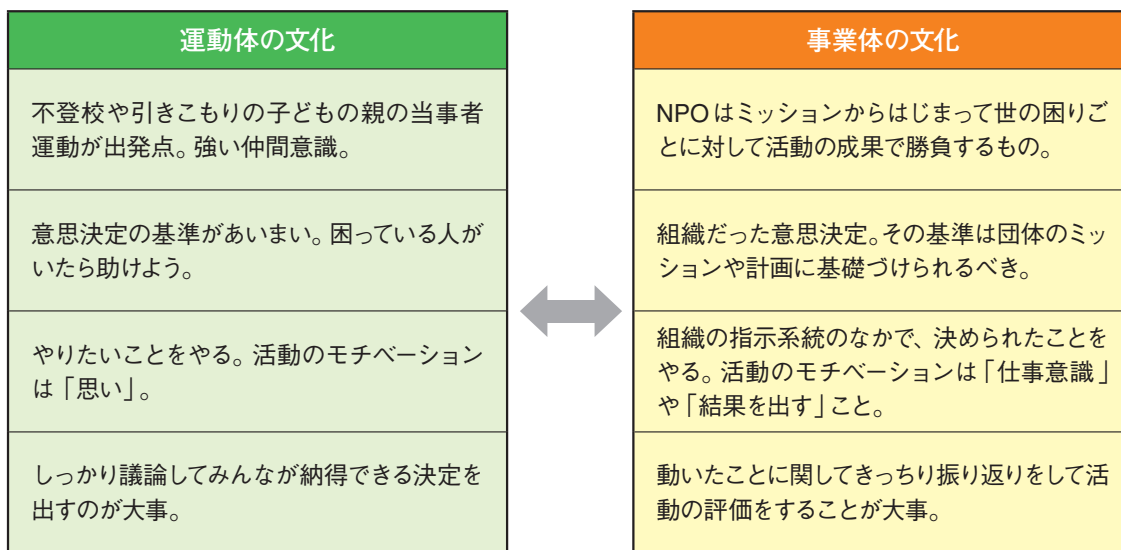 運動体の文化
不登校や引きこもりの子どもの親の当事者
運動が出発点。強い仲間意識。
意思決定の基準があいまい。困っている人が
いたら助けよう。
やりたいことをやる。活動のモチベーション
は「思い」。
しっかり議論してみんなが納得できる決定を
出すのが大事。
事業体の文化
NPOはミッションからはじまって世の困りご
とに対して活動の成果で勝負するもの。
組織だった意思決定。その基準は団体のミッ
ションや計画に基礎づけられるべき。
組織の指示系統のなかで、決められたことを
やる。活動のモチベーションは「仕事意識」
や「結果を出す」こと。
動いたことに関してきっちり振り返りをして活
動の評価をすることが大事。